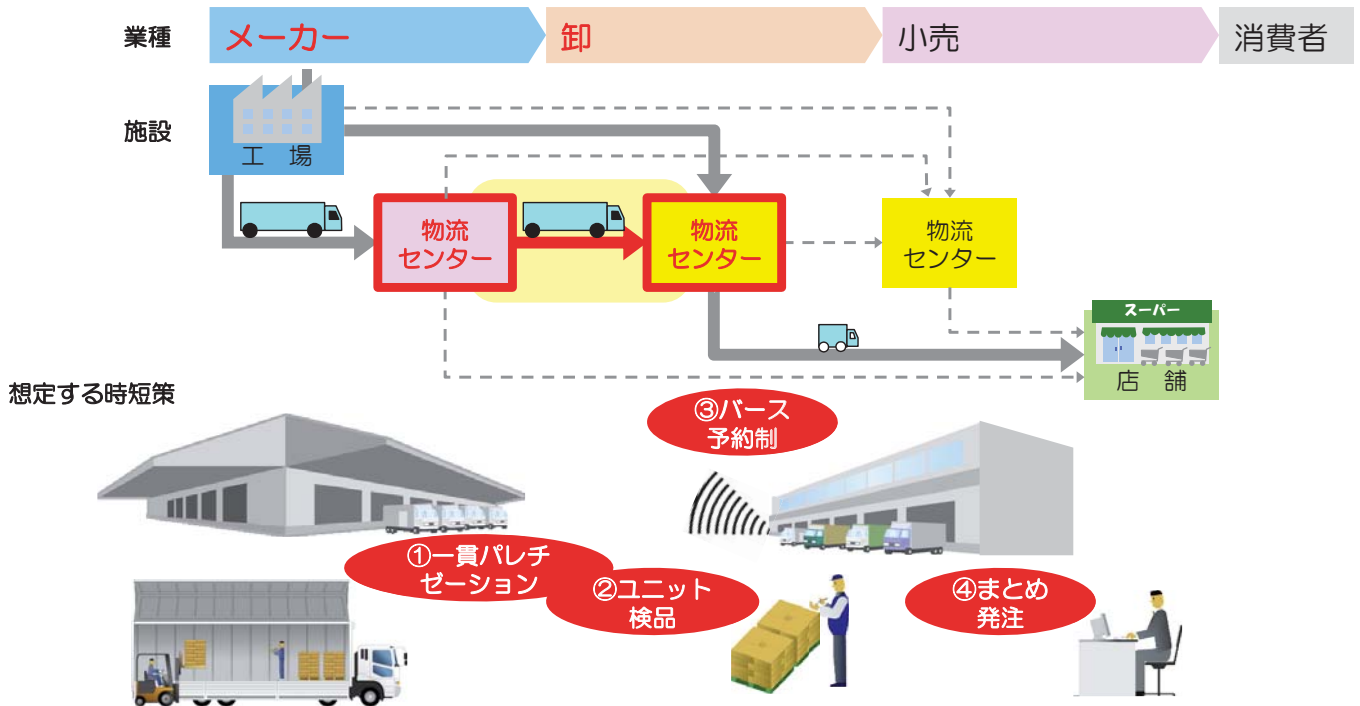 業種
メーカー
卸
小売
消費者
施設
工 場
物流
センター
物流
センター
物流
センター
スーパー
店 舗
想定する時短策
③バース
予約制
①一貫パレチ
ゼーション
②ユニット
検品
④まとめ
発注